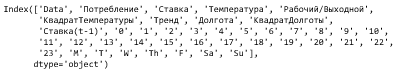 Index(['Data', 'Потребление', 'Ставка', 'Температура', 'Рабочий/Выходной',
'КвадратТемпературы', 'Тренд', 'Долгота', 'КвадратДолготы',
'Ставка(t-1)', '0', '1', '2', '3', '4', '5', '6', '7', '8', '9', '10',
'11', '12', '13', '14', '15', '16', '17', '18', '19', '20', '21', '22',
'23', 'M', 'T', 'W', 'Th', 'F', 'Sa', 'Su'],
dtype='object')